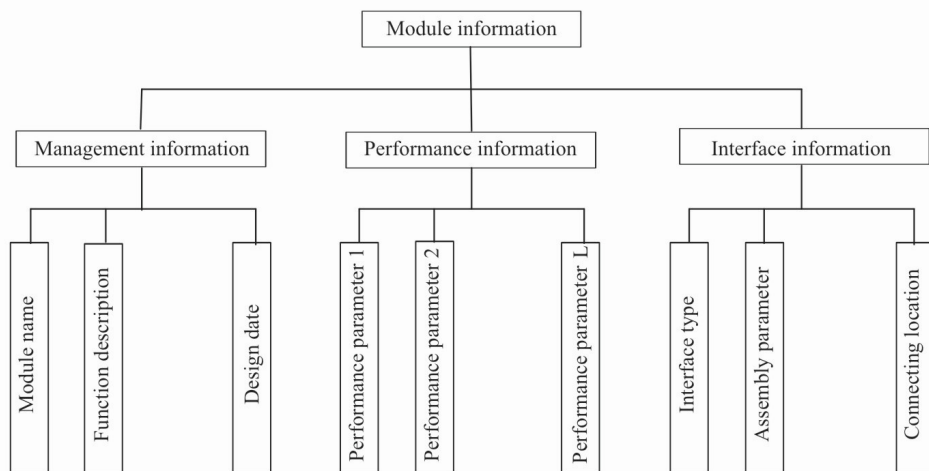 Module information
Management information
Performance information
Interface information
Module name
Function description
Design date
Performance parameter 1
Performance parameter 2
Performance parameter L
Interface type
Assembly parameter
Connecting location